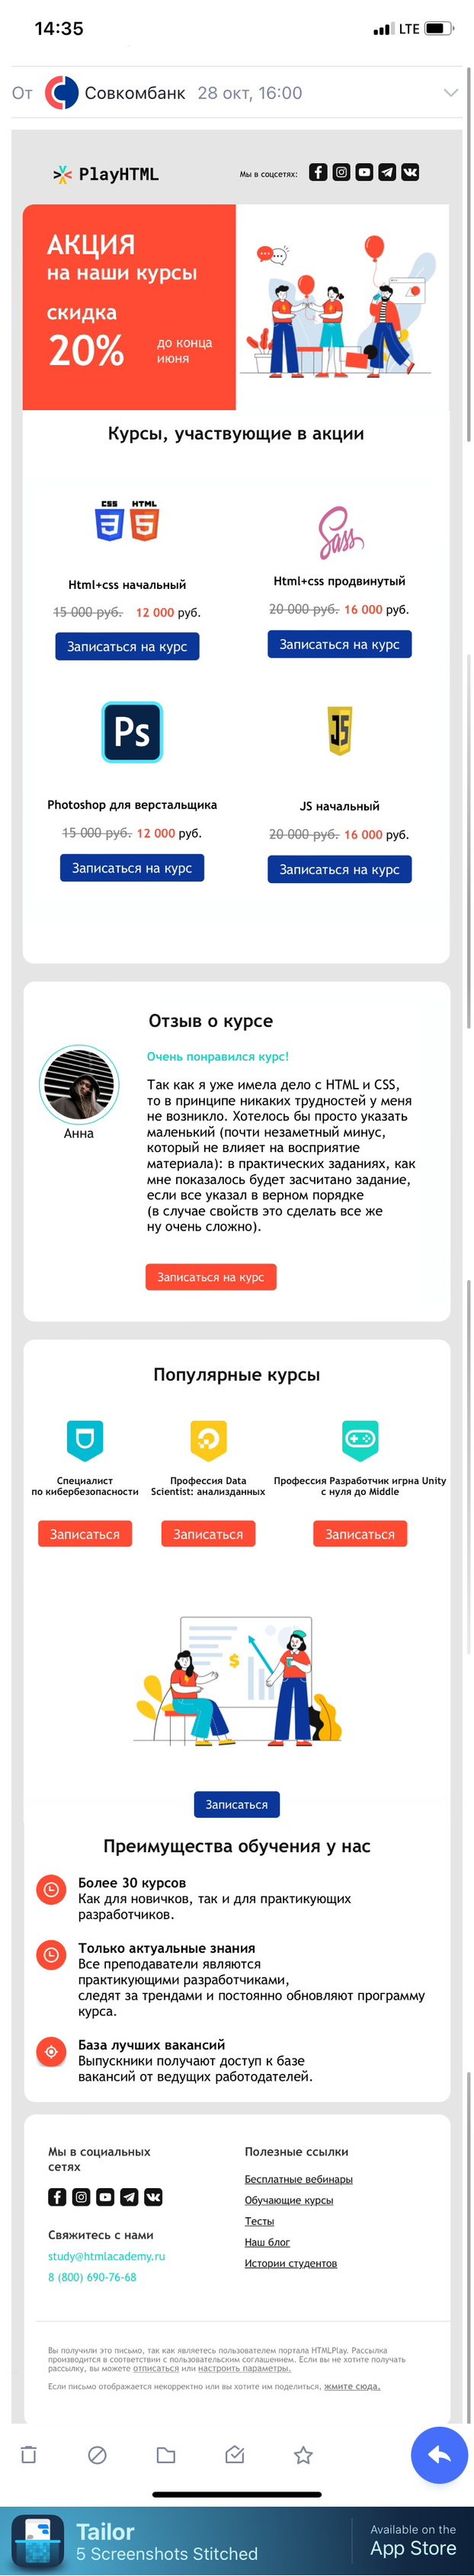 14:35
LTE
От Совкомбанк 28 окт, 16:00
PlayHTML
Мы в соцсетях:
АКЦИЯ
на наши курсы
скидка
20%
до конца
июня
Курсы, участвующие в акции
CSS HTML
Sass
Html+css начальный
Html+css продвинутый
15 000 руб. 12 000 руб.
20 000 руб. 16 000 руб.
Записаться на курс
Записаться на курс
Ps
JS
Photoshop для верстальщика
JS начальный
15 000 руб. 12 000 руб.
20 000 руб. 16 000 руб.
Записаться на курс
Записаться на курс
Отзыв о курсе
Очень понравился курс!
Анна
Так как я уже имела дело с HTML и CSS,
то в принципе никаких трудностей у меня
не возникло. Хотелось бы просто указать
маленький (почти незаметный минус,
который не влияет на восприятие
материала): в практических заданиях, как
мне показалось будет засчитано задание,
если все указал в верном порядке
(в случае свойств это сделать все же
ну очень сложно).
Записаться на курс
Популярные курсы
Специалист
по кибербезопасности
Профессия Data
Scientist: анализданных
Профессия Разработчик игрна Unity
с нуля до Middle
Записаться
Записаться
Записаться
Записаться
Преимущества обучения у нас
Более 30 курсов
Как для новичков, так и для практикующих
разработчиков.
Только актуальные знания
Все преподаватели являются
практикующими разработчиками,
следят за трендами и постоянно обновляют программу
курса.
База лучших вакансий
Выпускники получают доступ к базе
вакансий от ведущих работодателей.
Мы в социальных
сетях
Свяжитесь с нами
study@htmlacademy.ru
8 (800) 690-76-68
Полезные ссылки
Бесплатные вебинары
Обучающие курсы
Тесты
Наш блог
Истории студентов
Вы получили это письмо, так как являетесь пользователем портала HTMLPlay. Рассылка
производится в соответствии с пользовательским соглашением. Если вы не хотите получать
рассылку, вы можете отписаться или настроить параметры.
Если письмо отображается некорректно или вы хотите им поделиться, жмите сюда.
Tailor
5 Screenshots Stitched
Available on the
App Store